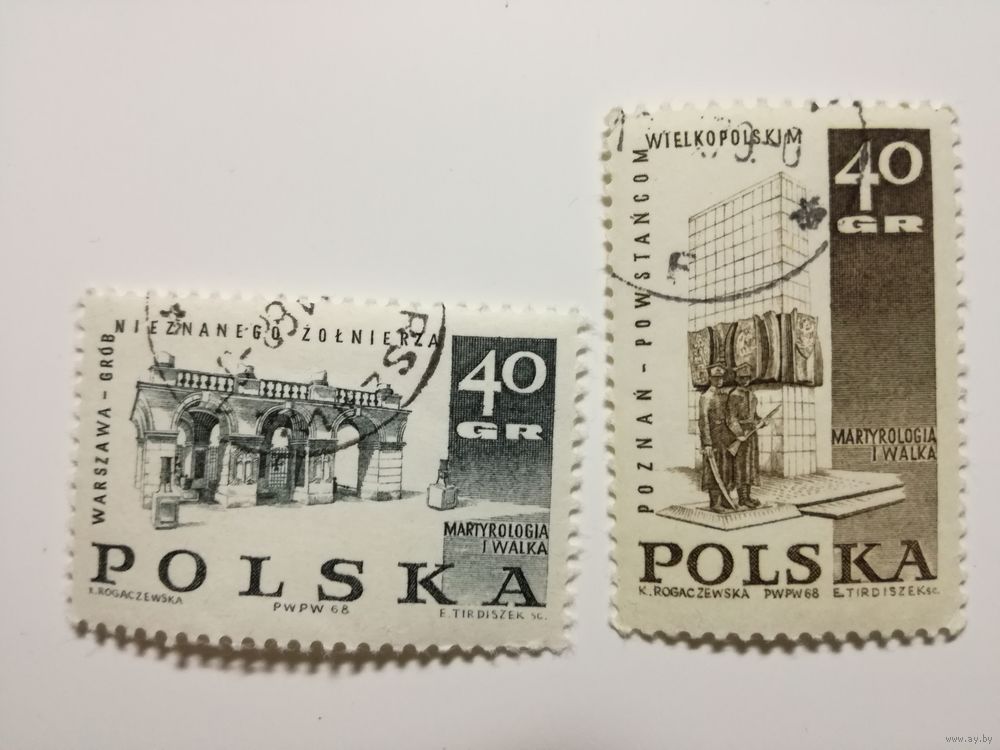 WARSZAWA - GRÓB
NIEZNANEGO ŻOŁNIERZA
40
GR
MARTYROLOGIA
I WALKA
POLSKA
K. ROGACZEWSKA PWPW 68 E. TIRDISZEK SC.
POZNAŃ - POWSTAŃCOM
WIELKOPOLSKIM
40
GR
MARTYROLOGIA
I WALKA
POLSKA
K. ROGACZEWSKA PWPW 68 E. TIRDISZEK SC.
© www.ay.by